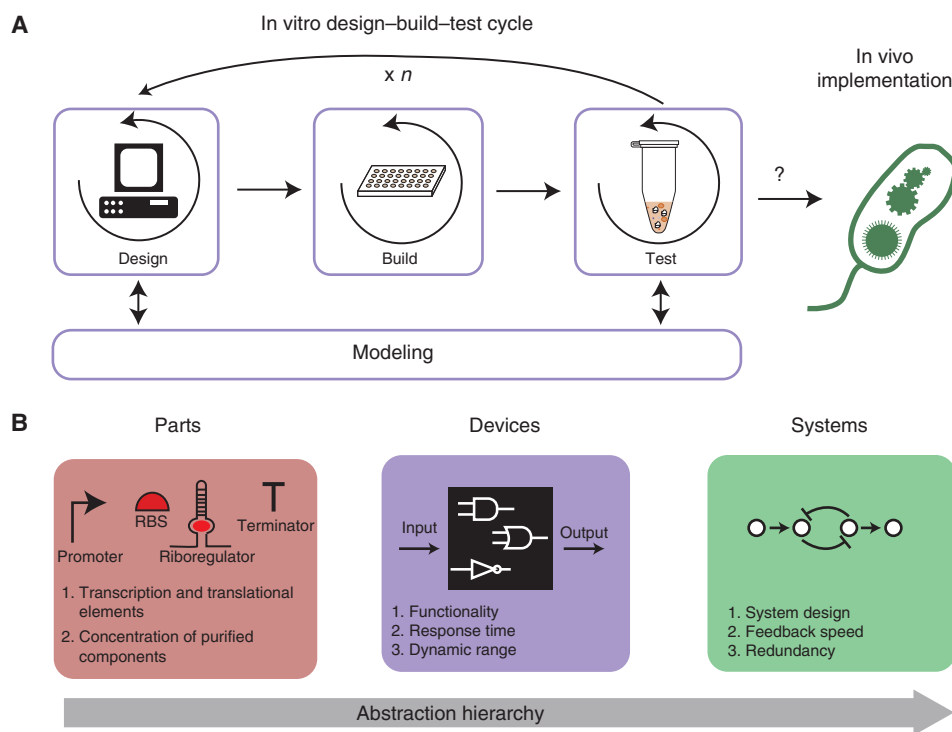 A
In vitro design–build–test cycle
x n
In vivo
implementation
?
Design
Build
Test
Modeling
B
Parts
Devices
Systems
RBS
Terminator
Promoter
Riboregulator
1. Transcription and translational
elements
2. Concentration of purified
components
Input
Output
1. Functionality
2. Response time
3. Dynamic range
1. System design
2. Feedback speed
3. Redundancy
Abstraction hierarchy